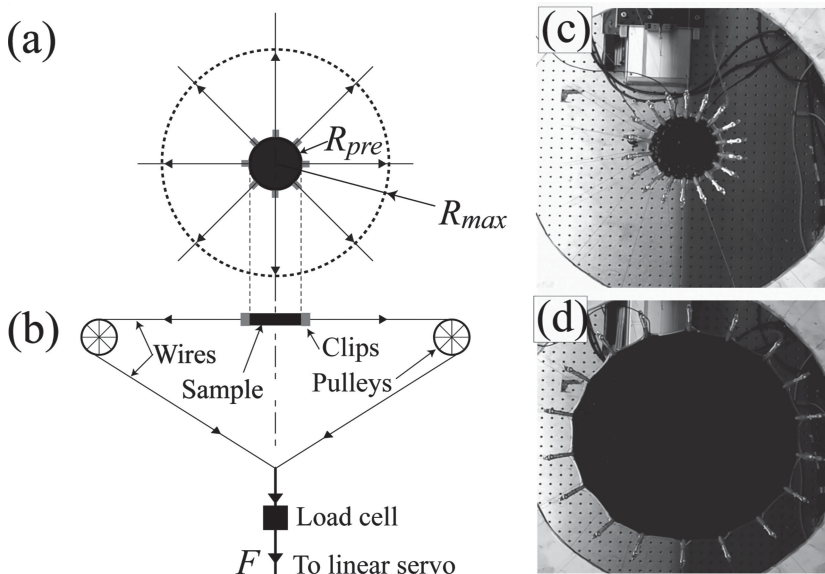 (a)
R_pre
R_max
(b)
Wires
Sample
Clips
Pulleys
Load cell
F
To linear servo
(c)
(d)